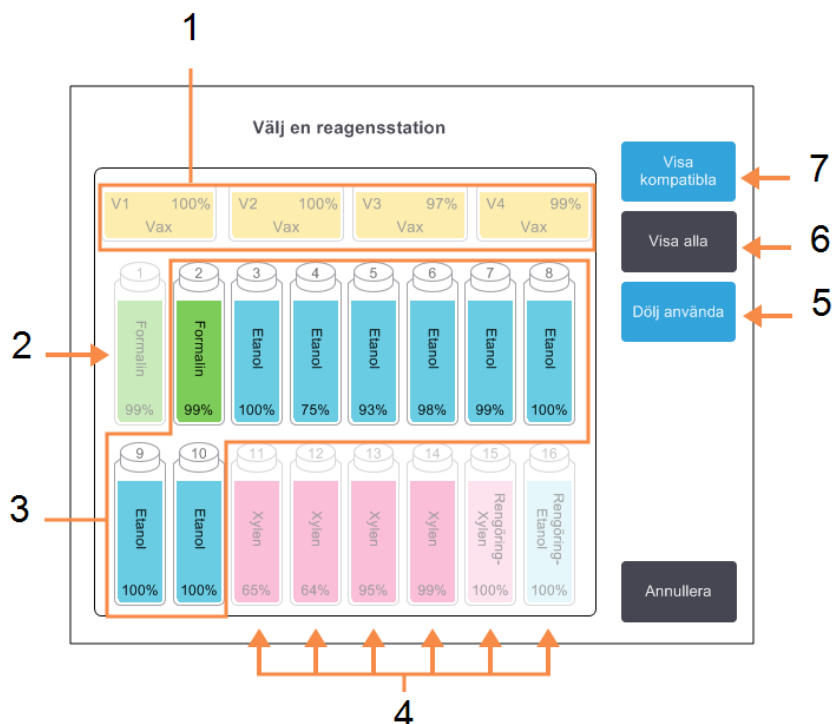 1
Välj en reagensstation
Visa
kompatibla
7
V1 100%
Vax
V2 100%
Vax
V3 97%
Vax
V4 99%
Vax
Visa alla
6
1
Formalin
99%
2
Formalin
99%
3
Etanol
100%
4
Etanol
75%
5
Etanol
93%
6
Etanol
98%
7
Etanol
99%
8
Etanol
100%
Dölj använda
5
2
9
Etanol
100%
10
Etanol
100%
11
Xylen
65%
12
Xylen
64%
13
Xylen
95%
14
Xylen
99%
15
Rengöring-
Xylen
100%
16
Rengöring-
Etanol
100%
3
Annullera
4